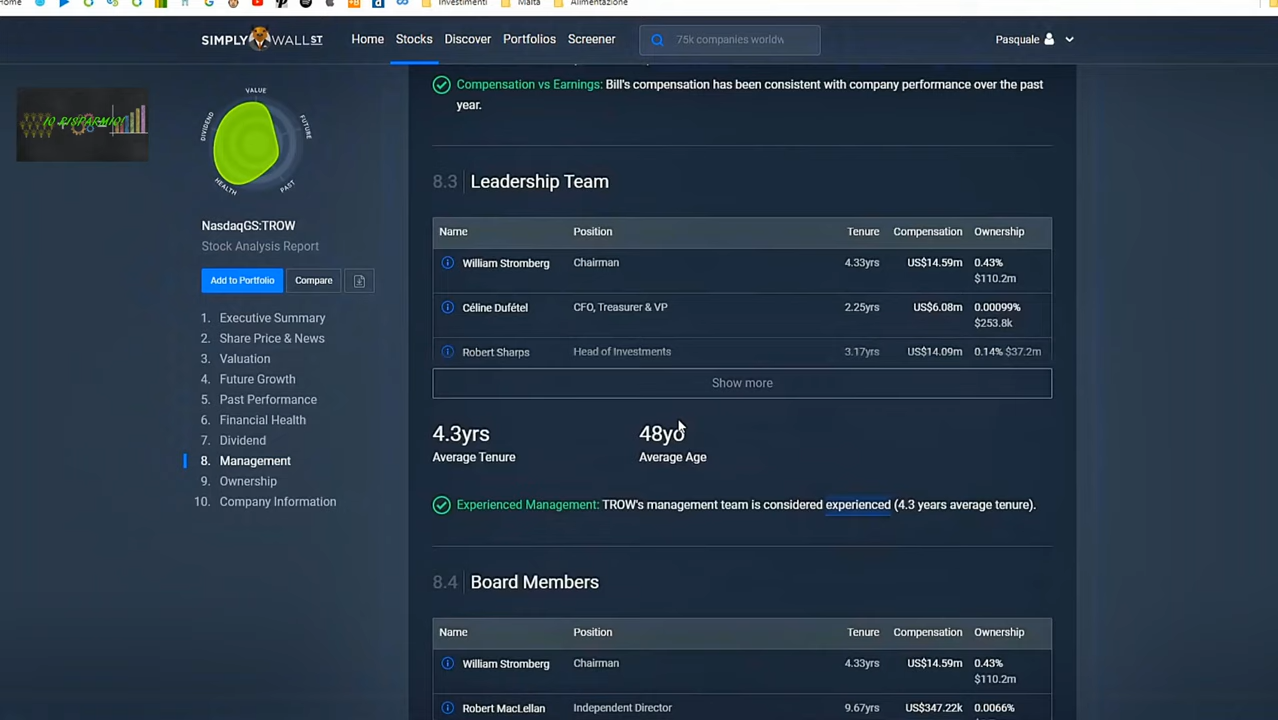 Home
Investimenti
Malta
Alimentazione
SIMPLY WALL ST
Home Stocks Discover Portfolios Screener
75k companies worldw
Pasquale
VALUE
FUTURE
PAST
HEALTH
DIVIDEND
IO RISPARMIO!
NasdaqGS:TROW
Stock Analysis Report
Add to Portfolio Compare
1. Executive Summary
2. Share Price & News
3. Valuation
4. Future Growth
5. Past Performance
6. Financial Health
7. Dividend
8. Management
9. Ownership
10. Company Information
Compensation vs Earnings: Bill's compensation has been consistent with company performance over the past
year.
8.3 Leadership Team
Name Position Tenure Compensation Ownership
William Stromberg Chairman 4.33yrs US$14.59m 0.43%
$110.2m
Céline Dufétel CFO, Treasurer & VP 2.25yrs US$6.08m 0.00099%
$253.8k
Robert Sharps Head of Investments 3.17yrs US$14.09m 0.14% $37.2m
Show more
4.3yrs 48yo
Average Tenure Average Age
Experienced Management: TROW's management team is considered experienced (4.3 years average tenure).
8.4 Board Members
Name Position Tenure Compensation Ownership
William Stromberg Chairman 4.33yrs US$14.59m 0.43%
$110.2m
Robert MacLellan Independent Director 9.67yrs US$347.22k 0.0066%